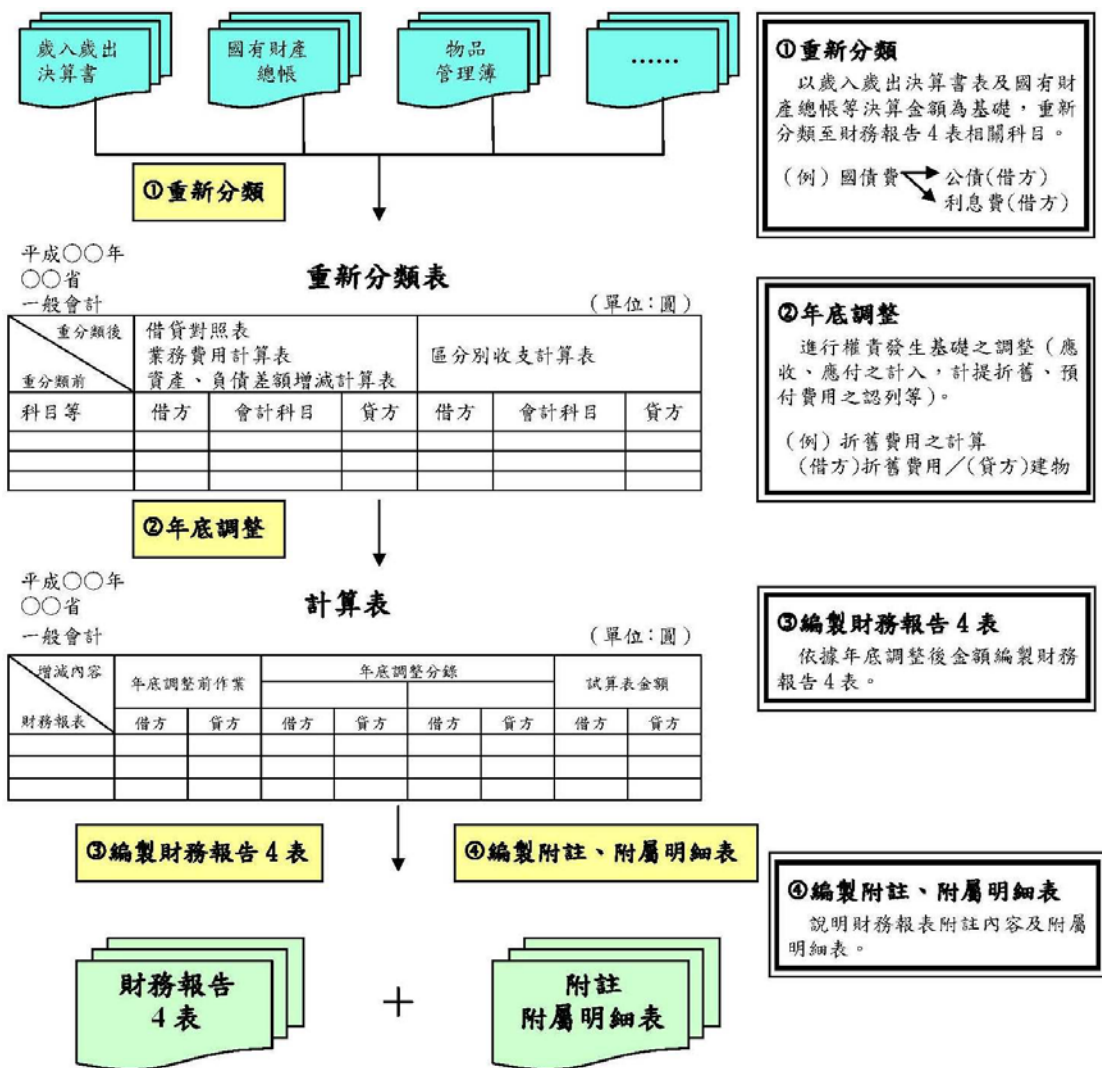 歲入歲出
決算書
國有財產
總帳
物品
管理簿
……
①重新分類
以歲入歲出決算書表及國有財
產總帳等決算金額為基礎，重新
分類至財務報告4表相關科目。
（例）國債費 公債(借方)
利息費(借方)
①重新分類
平成○○年
○○省
一般會計
重新分類表
（單位：圓）
重分類後
重分類前
借貸對照表
業務費用計算表
資產、負債差額增減計算表
區分別收支計算表
科目等 借方 會計科目 貸方 借方 會計科目 貸方
②年底調整
進行權責發生基礎之調整（應
收、應付之計入，計提折舊、預
付費用之認列等）。
（例）折舊費用之計算
(借方)折舊費用／(貸方)建物
②年底調整
平成○○年
○○省
一般會計
計算表
（單位：圓）
增減內容
財務報表
年底調整前作業
年底調整分錄
試算表金額
借方 貸方 借方 貸方 借方 貸方 借方 貸方
③編製財務報告4表
依據年底調整後金額編製財務
報告4表。
③編製財務報告4表
④編製附註、附屬明細表
④編製附註、附屬明細表
說明財務報表附註內容及附屬
明細表。
財務報告
4表
+
附註
附屬明細表